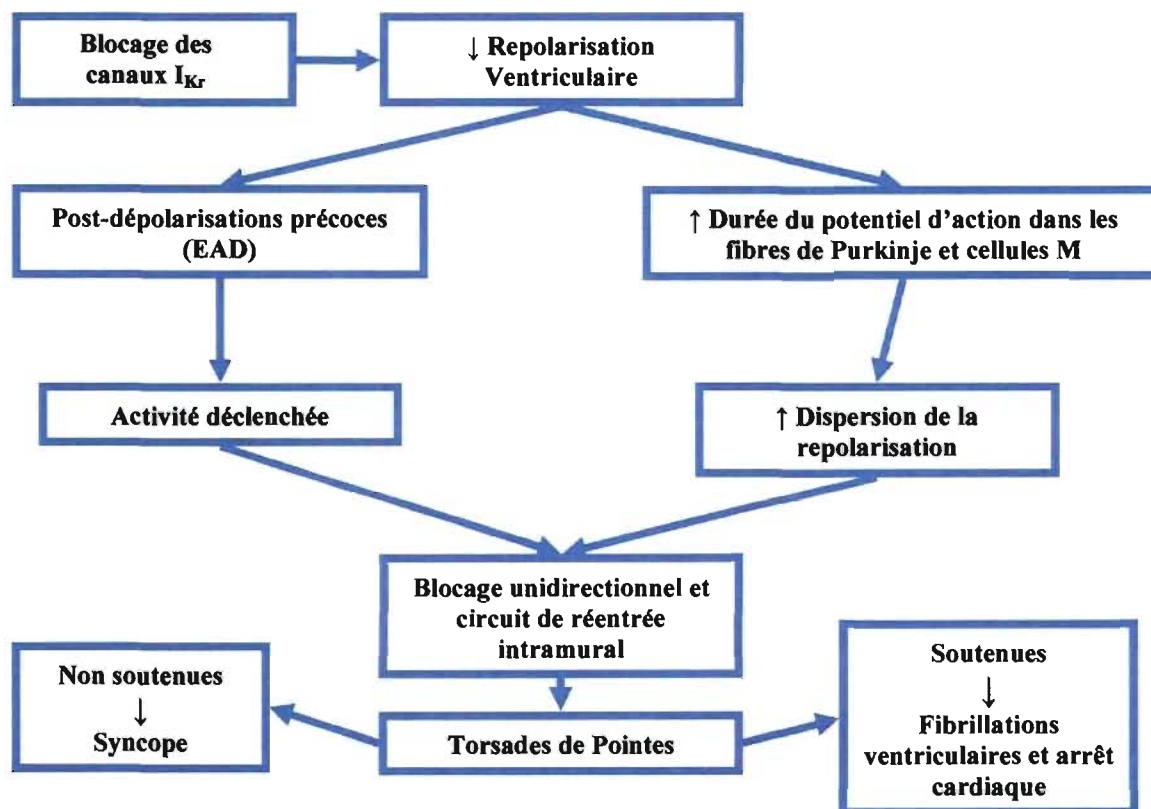 Blocage des
canaux IKr
↓ Repolarisation
Ventriculaire
Post-dépolarisations précoces
(EAD)
↑ Durée du potentiel d'action dans les
fibres de Purkinje et cellules M
Activité déclenchée
↑ Dispersion de la
repolarisation
Blocage unidirectionnel et
circuit de réentrée
intramural
Non soutenues
↓
Syncope
Torsades de Pointes
Soutenues
↓
Fibrillations
ventriculaires et arrêt
cardiaque